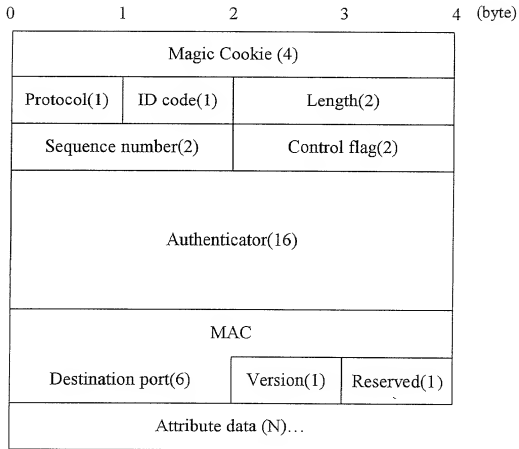 0 1 2 3 4 (byte)
Magic Cookie (4)
Protocol(1) ID code(1) Length(2)
Sequence number(2) Control flag(2)
Authenticator(16)
MAC
Destination port(6) Version(1) Reserved(1)
Attribute data (N)...